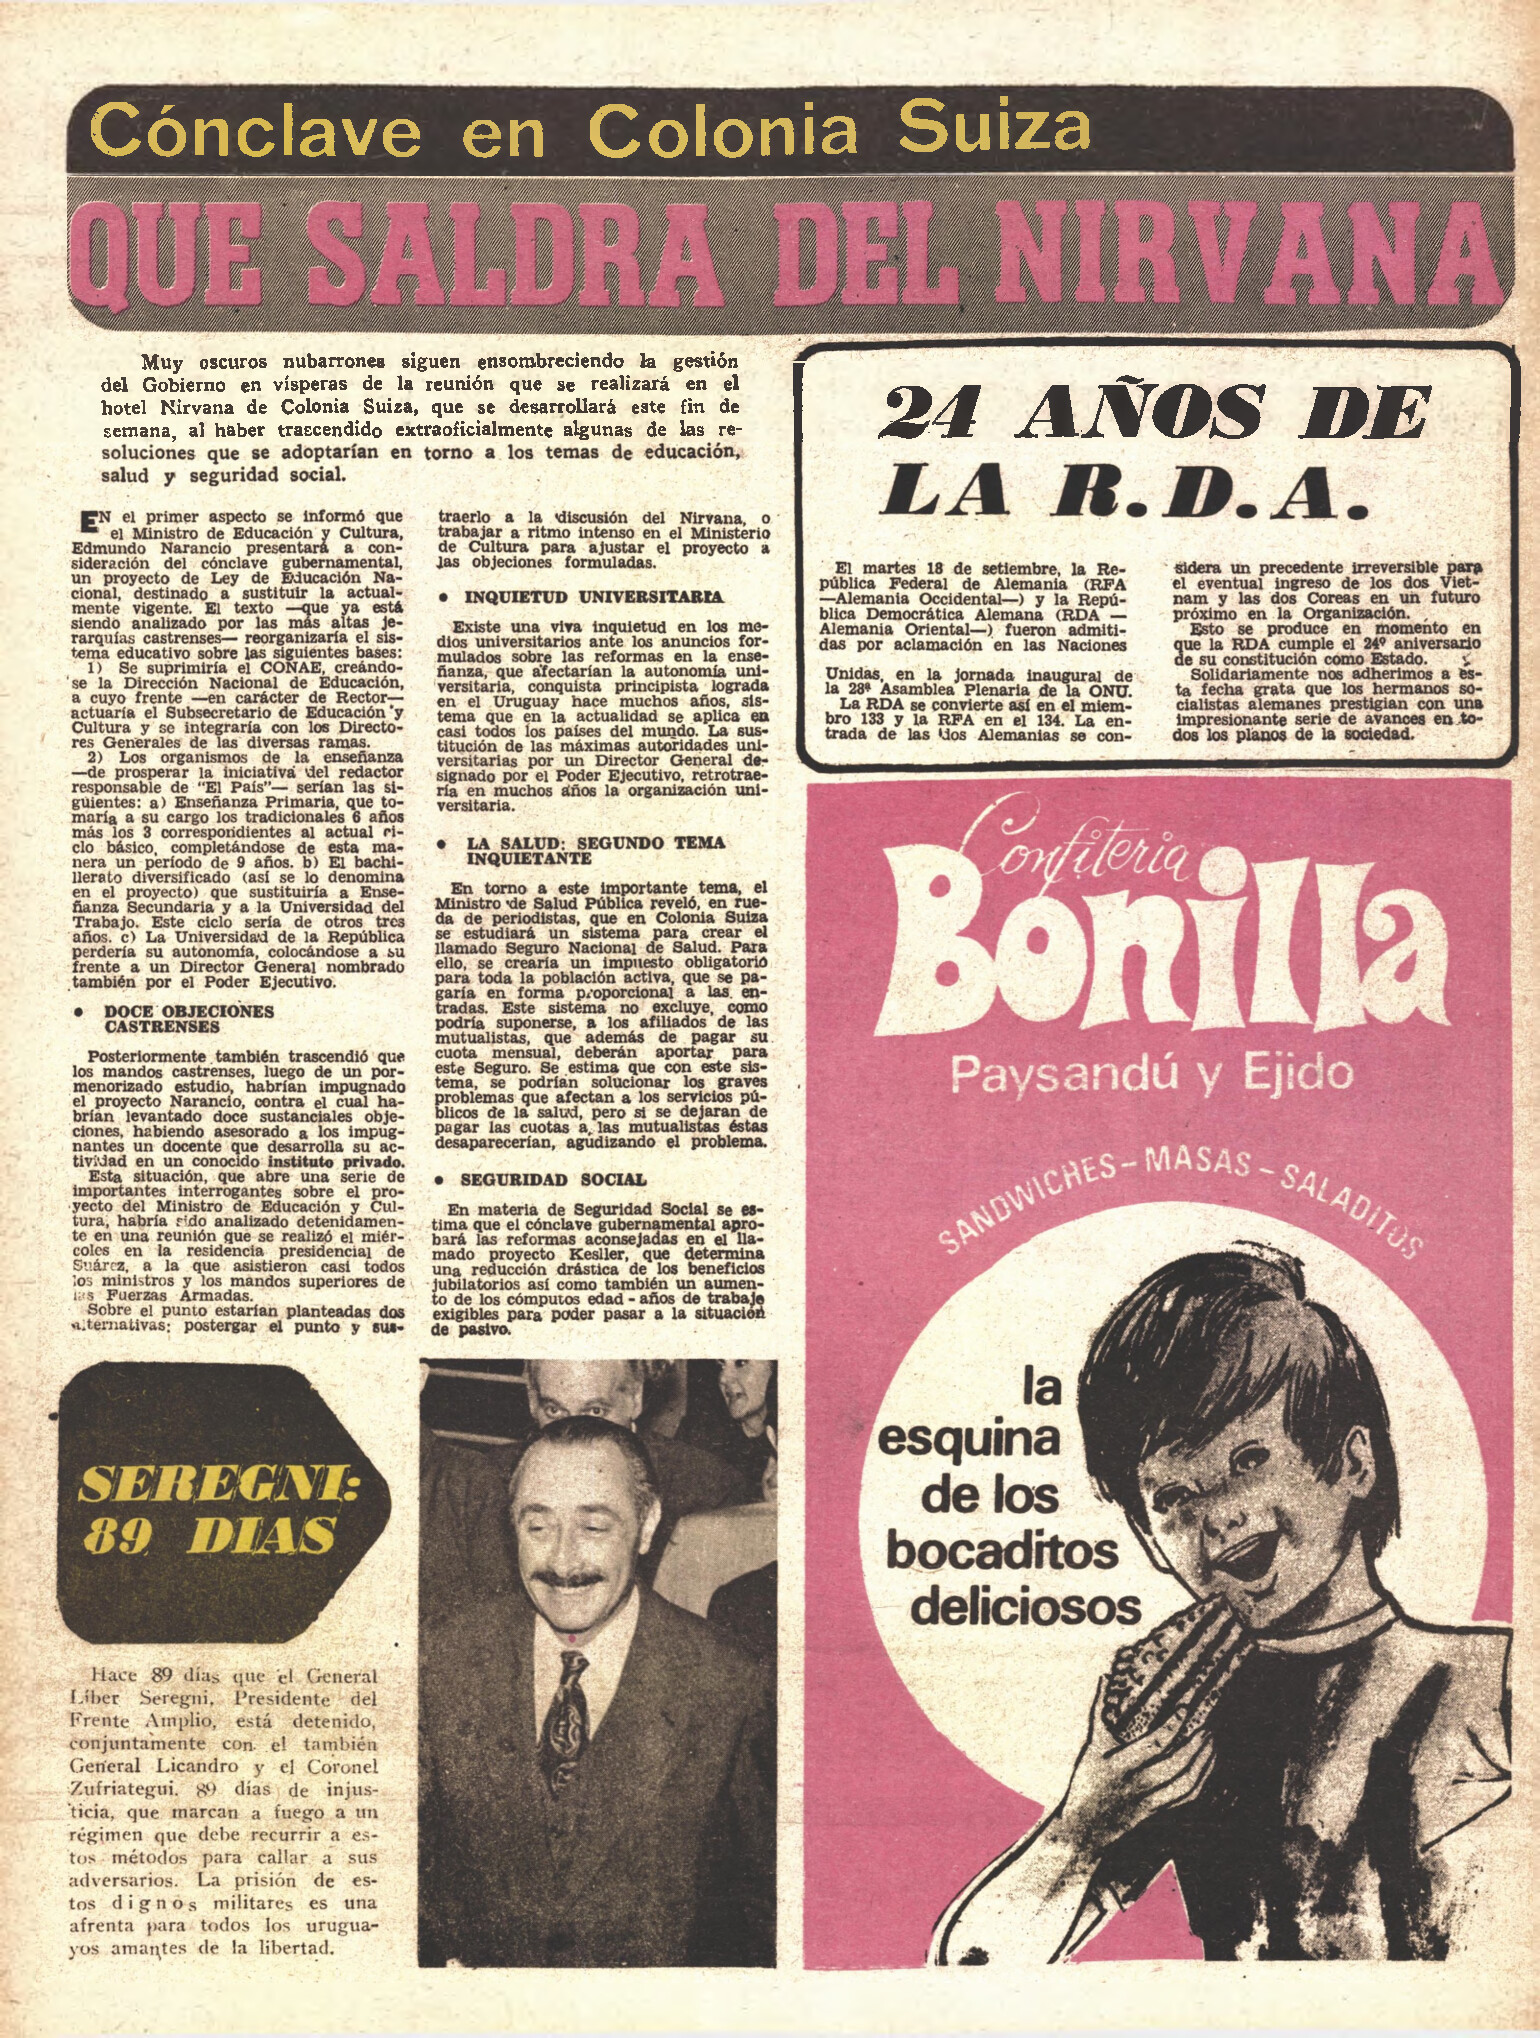 Cónclave en Colonia Suiza
QUE SALDRA DEL NIRVANA
Muy oscuros nubarrones siguen ensombreciendo la gestión
del Gobierno en vísperas de la reunión que se realizará en el
hotel Nirvana de Colonia Suiza, que se desarrollará este fin de
semana, al haber trascendido extraoficialmente algunas de las re-
soluciones que se adoptarían en torno a los temas de educación,
salud y seguridad social.
EN el primer aspecto se informó que
el Ministro de Educación y Cultura,
Edmundo Narancio presentará a con-
sideración del cónclave gubernamental,
un proyecto de Ley de Educación Na-
cional, destinado a sustituir la actual-
mente vigente. El texto —que ya está
siendo analizado por las más altas je-
rarquías castrenses— reorganizaría el sis-
tema educativo sobre las siguientes bases:
1) Se suprimiría el CONAE, creándo-
se la Dirección Nacional de Educación,
a cuyo frente —en carácter de Rector—
actuaría el Subsecretario de Educación y
Cultura y se integraría con los Directo-
res Generales de las diversas ramas.
2) Los organismos de la enseñanza
—de prosperar la iniciativa del redactor
responsable de "El País"— serían las si-
guientes: a) Enseñanza Primaria, que to-
maría a su cargo los tradicionales 6 años
más los 3 correspondientes al actual ci-
clo básico, completándose de esta ma-
nera un período de 9 años. b) El bachi-
llerato diversificado (así se lo denomina
en el proyecto) que sustituiría a Ense-
ñanza Secundaria y a la Universidad del
Trabajo. Este ciclo sería de otros tres
años. c) La Universidad de la República
perdería su autonomía, colocándose a su
frente a un Director General nombrado
también por el Poder Ejecutivo.
• DOCE OBJECIONES
CASTRENSES
Posteriormente también trascendió que
los mandos castrenses, luego de un por-
menorizado estudio, habrían impugnado
el proyecto Narancio, contra el cual ha-
brían levantado doce sustanciales obje-
ciones, habiendo asesorado a los impug-
nantes un docente que desarrolla su ac-
tividad en un conocido instituto privado.
Esta situación, que abre una serie de
importantes interrogantes sobre el pro-
yecto del Ministro de Educación y Cul-
tura, habría sido analizado detenidamen-
te en una reunión que se realizó el miér-
coles en la residencia presidencial de
Suárez, a la que asistieron casi todos
los ministros y los mandos superiores de
las Fuerzas Armadas.
Sobre el punto estarían planteadas dos
alternativas: postergar el punto y sus-
traerlo a la discusión del Nirvana, o
trabajar a ritmo intenso en el Ministerio
de Cultura para ajustar el proyecto a
las objeciones formuladas.
• INQUIETUD UNIVERSITARIA
Existe una viva inquietud en los me-
dios universitarios ante los anuncios for-
mulados sobre las reformas en la ense-
ñanza, que afectarían la autonomía uni-
versitaria, conquista principista lograda
en el Uruguay hace muchos años, sis-
tema que en la actualidad se aplica en
casi todos los países del mundo. La sus-
titución de las máximas autoridades uni-
versitarias por un Director General de-
signado por el Poder Ejecutivo, retrotrae-
ría en muchos años la organización uni-
versitaria.
• LA SALUD: SEGUNDO TEMA
INQUIETANTE
En torno a este importante tema, el
Ministro de Salud Pública reveló, en rue-
da de periodistas, que en Colonia Suiza
se estudiará un sistema para crear el
llamado Seguro Nacional de Salud. Para
ello, se crearía un impuesto obligatorio
para toda la población activa, que se pa-
garía en forma proporcional a las en-
tradas. Este sistema no excluye, como
podría suponerse, a los afiliados de las
mutualistas, que además de pagar su
cuota mensual, deberán aportar para
este Seguro. Se estima que con este sis-
tema, se podrían solucionar los graves
problemas que afectan a los servicios pú-
blicos de la salud, pero si se dejaran de
pagar las cuotas a las mutualistas éstas
desaparecerían, agudizando el problema.
• SEGURIDAD SOCIAL
En materia de Seguridad Social se es-
tima que el cónclave gubernamental apro-
bará las reformas aconsejadas en el lla-
mado proyecto Kesller, que determina
una reducción drástica de los beneficios
jubilatorios así como también un aumen-
to de los cómputos edad - años de trabaje
exigibles para poder pasar a la situación
de pasivo.
24 AÑOS DE
LA R.D.A.
El martes 18 de setiembre, la Re-
pública Federal de Alemania (RFA
—Alemania Occidental—) y la Repú-
blica Democrática Alemana (RDA —
Alemania Oriental—) fueron admiti-
das por aclamación en las Naciones
Unidas, en la jornada inaugural de
la 28ª Asamblea Plenaria de la ONU.
La RDA se convierte así en el miem-
bro 133 y la RFA en el 134. La en-
trada de las dos Alemanias se con-
sidera un precedente irreversible para
el eventual ingreso de los dos Viet-
nam y las dos Coreas en un futuro
próximo en la Organización.
Esto se produce en momento en
que la RDA cumple el 24º aniversario
de su constitución como Estado.
Solidariamente nos adherimos a es-
ta fecha grata que los hermanos so-
cialistas alemanes prestigian con una
impresionante serie de avances en to-
dos los planos de la sociedad.
Confitería
Bonilla
Paysandú y Ejido
SANDWICHES - MASAS - SALADITOS
la
esquina
de los
bocaditos
deliciosos
SEREGNI:
89 DIAS
Hace 89 días que el General
Líber Seregni, Presidente del
Frente Amplio, está detenido,
conjuntamente con el también
General Licandro y el Coronel
Zufriategui. 89 días de injus-
ticia, que marcan a fuego a un
régimen que debe recurrir a es-
tos métodos para callar a sus
adversarios. La prisión de es-
tos dignos militares es una
afrenta para todos los urugua-
yos amantes de la libertad.